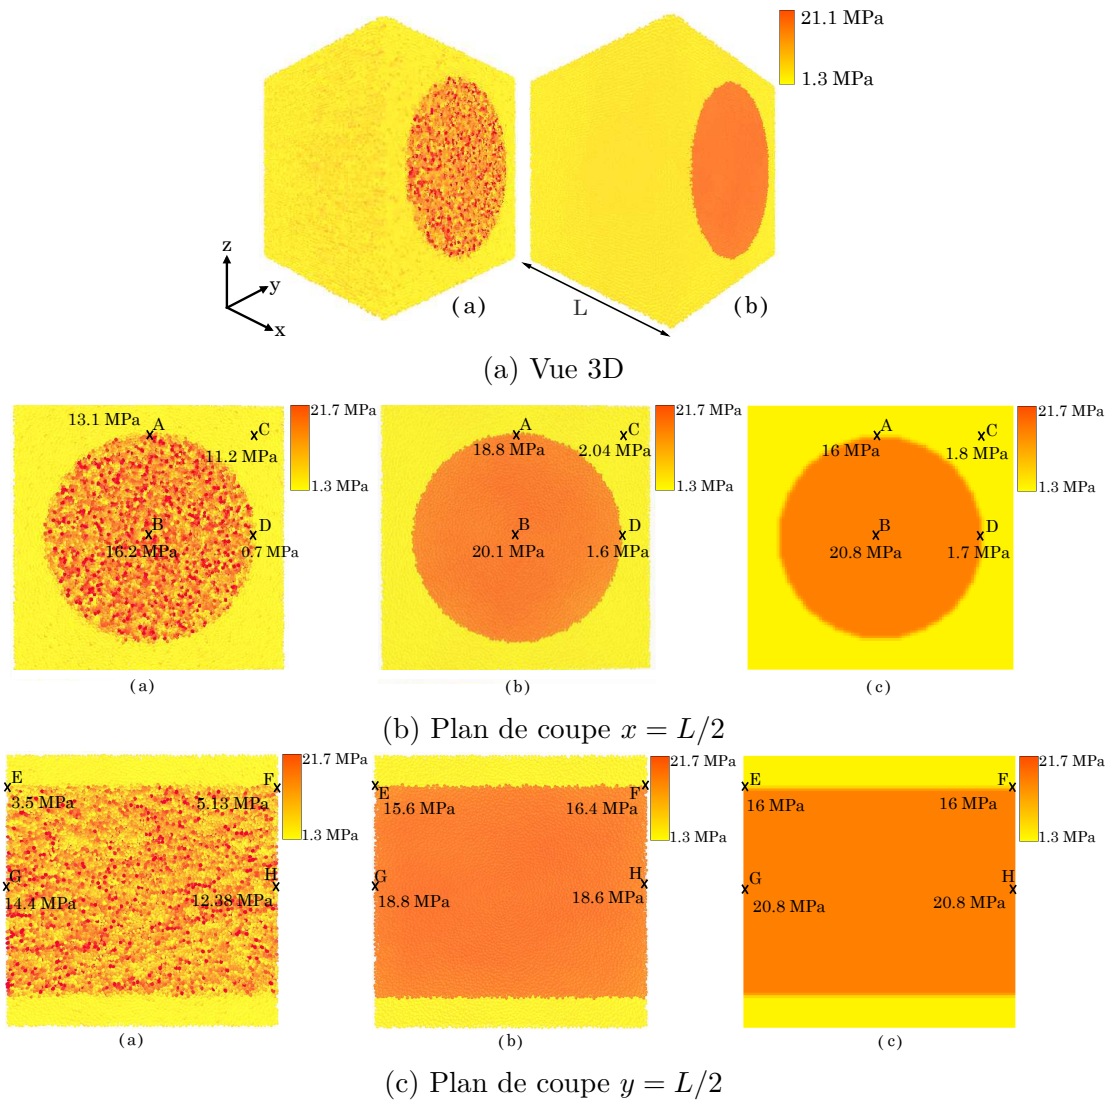 21.1 MPa
1.3 MPa
z
y
x
(a)
L
(b)
(a) Vue 3D
13.1 MPa
A
C
11.2 MPa
B
16.2 MPa
D
0.7 MPa
21.7 MPa
1.3 MPa
(a)
A
18.8 MPa
C
2.04 MPa
B
20.1 MPa
D
1.6 MPa
21.7 MPa
1.3 MPa
(b)
A
16 MPa
C
1.8 MPa
B
20.8 MPa
D
1.7 MPa
21.7 MPa
1.3 MPa
(c)
(b) Plan de coupe x = L/2
E
3.5 MPa
F
5.13 MPa
G
14.4 MPa
H
12.38 MPa
21.7 MPa
1.3 MPa
(a)
E
15.6 MPa
F
16.4 MPa
G
18.8 MPa
H
18.6 MPa
21.7 MPa
1.3 MPa
(b)
E
16 MPa
F
16 MPa
G
20.8 MPa
H
20.8 MPa
21.7 MPa
1.3 MPa
(c)
(c) Plan de coupe y = L/2